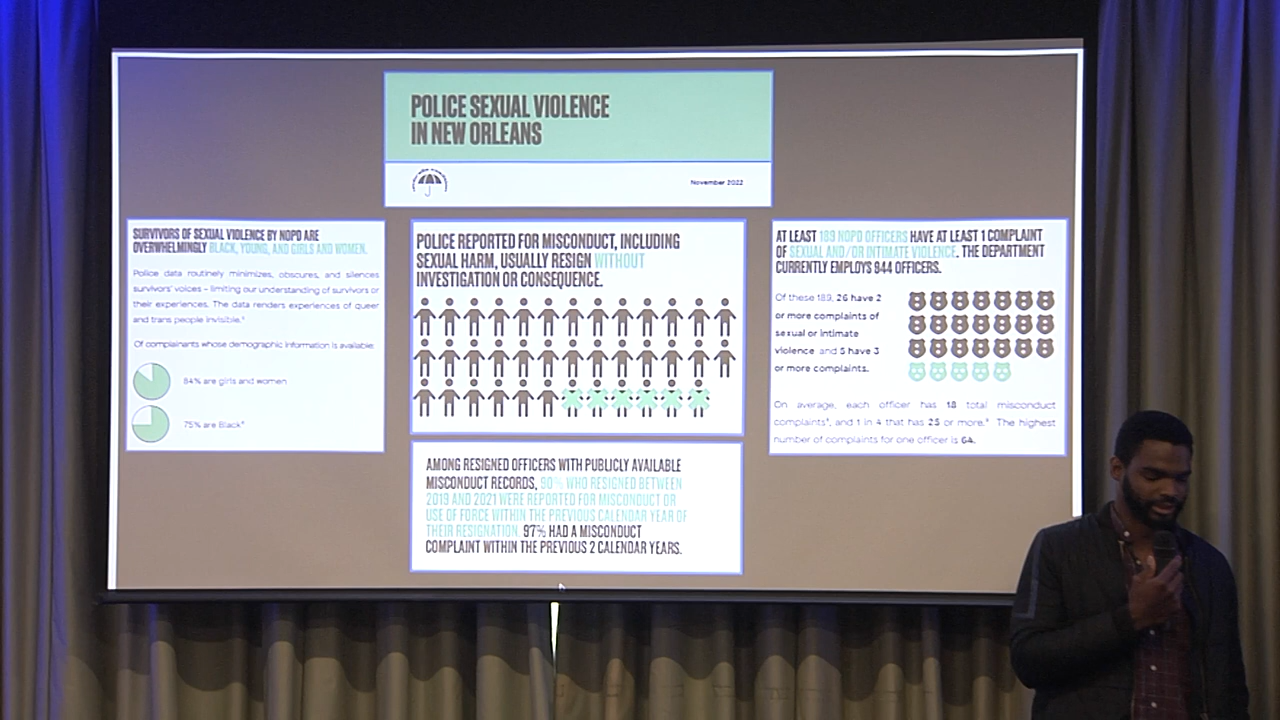 POLICE SEXUAL VIOLENCE
IN NEW ORLEANS
November 2022
SURVIVORS OF SEXUAL VIOLENCE BY NOPD ARE
OVERWHELMINGLY BLACK, YOUNG, AND GIRLS AND WOMEN.
Police data routinely minimizes, obscures, and silences
survivors' voices – limiting our understanding of survivors or
their experiences. The data renders experiences of queer
and trans people invisible.
Of complainants whose demographic information is available:
84% are girls and women
75% are Black
POLICE REPORTED FOR MISCONDUCT, INCLUDING
SEXUAL HARM, USUALLY RESIGN WITHOUT
INVESTIGATION OR CONSEQUENCE.
AMONG RESIGNED OFFICERS WITH PUBLICLY AVAILABLE
MISCONDUCT RECORDS, 90% WHO RESIGNED BETWEEN
2019 AND 2021 WERE REPORTED FOR MISCONDUCT OR
USE OF FORCE WITHIN THE PREVIOUS CALENDAR YEAR OF
THEIR RESIGNATION. 97% HAD A MISCONDUCT
COMPLAINT WITHIN THE PREVIOUS 2 CALENDAR YEARS.
AT LEAST 189 NOPD OFFICERS HAVE AT LEAST 1 COMPLAINT
OF SEXUAL AND/OR INTIMATE VIOLENCE. THE DEPARTMENT
CURRENTLY EMPLOYS 944 OFFICERS.
Of these 189, 26 have 2
or more complaints of
sexual or intimate
violence and 5 have 3
or more complaints.
On average, each officer has 18 total misconduct
complaints, and 1 in 4 that has 25 or more. The highest
number of complaints for one officer is 64.